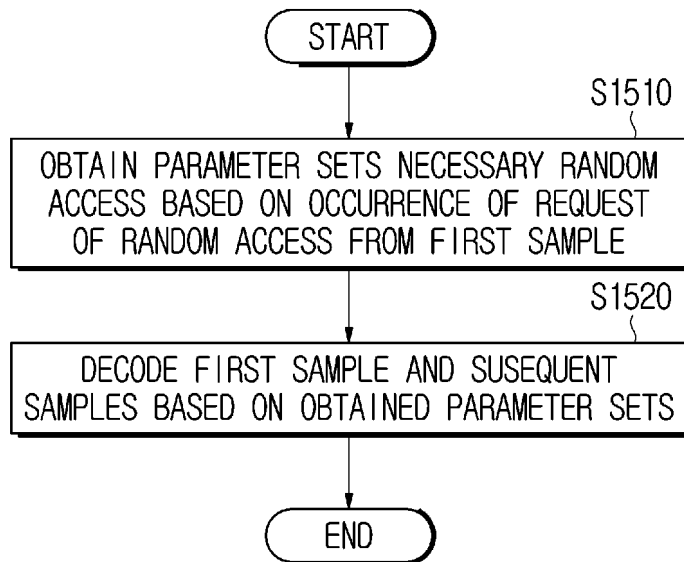 START
S1510
OBTAIN PARAMETER SETS NECESSARY RANDOM
ACCESS BASED ON OCCURRENCE OF REQUEST
OF RANDOM ACCESS FROM FIRST SAMPLE
S1520
DECODE FIRST SAMPLE AND SUSEQUENT
SAMPLES BASED ON OBTAINED PARAMETER SETS
END